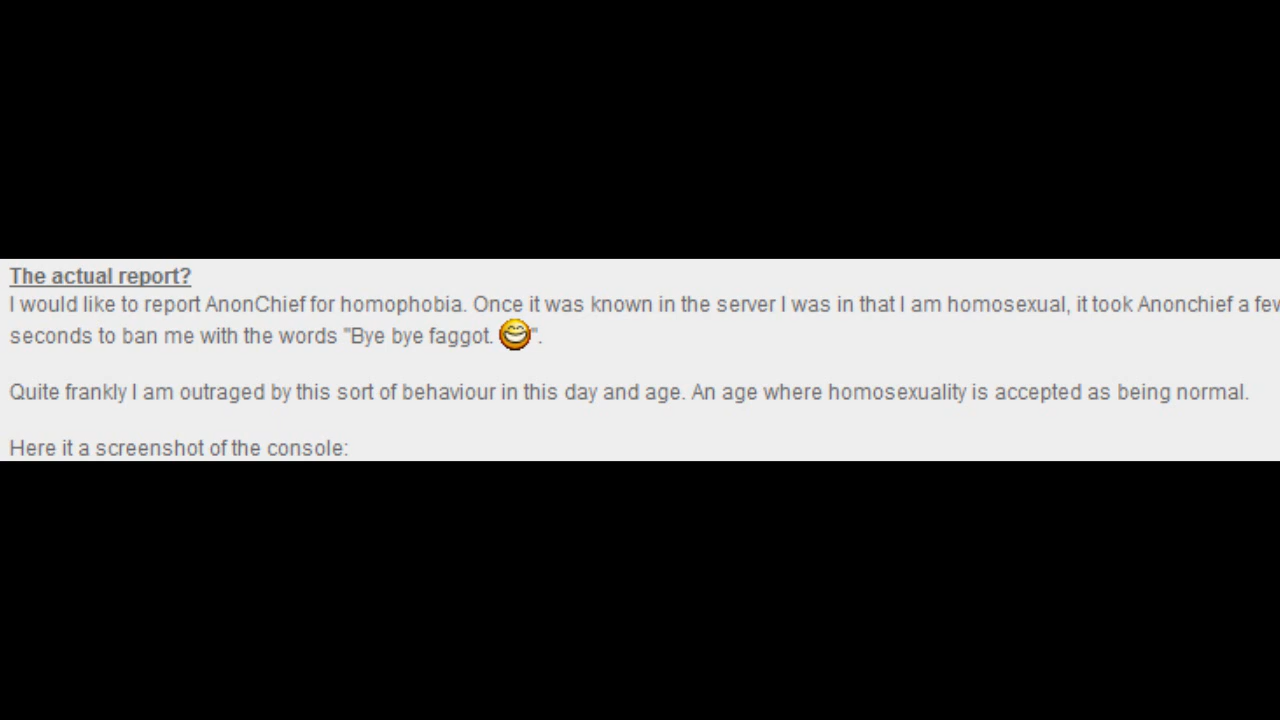 The actual report?
I would like to report AnonChief for homophobia. Once it was known in the server I was in that I am homosexual, it took Anonchief a few
seconds to ban me with the words "Bye bye faggot. 😁".
Quite frankly I am outraged by this sort of behaviour in this day and age. An age where homosexuality is accepted as being normal.
Here it a screenshot of the console: